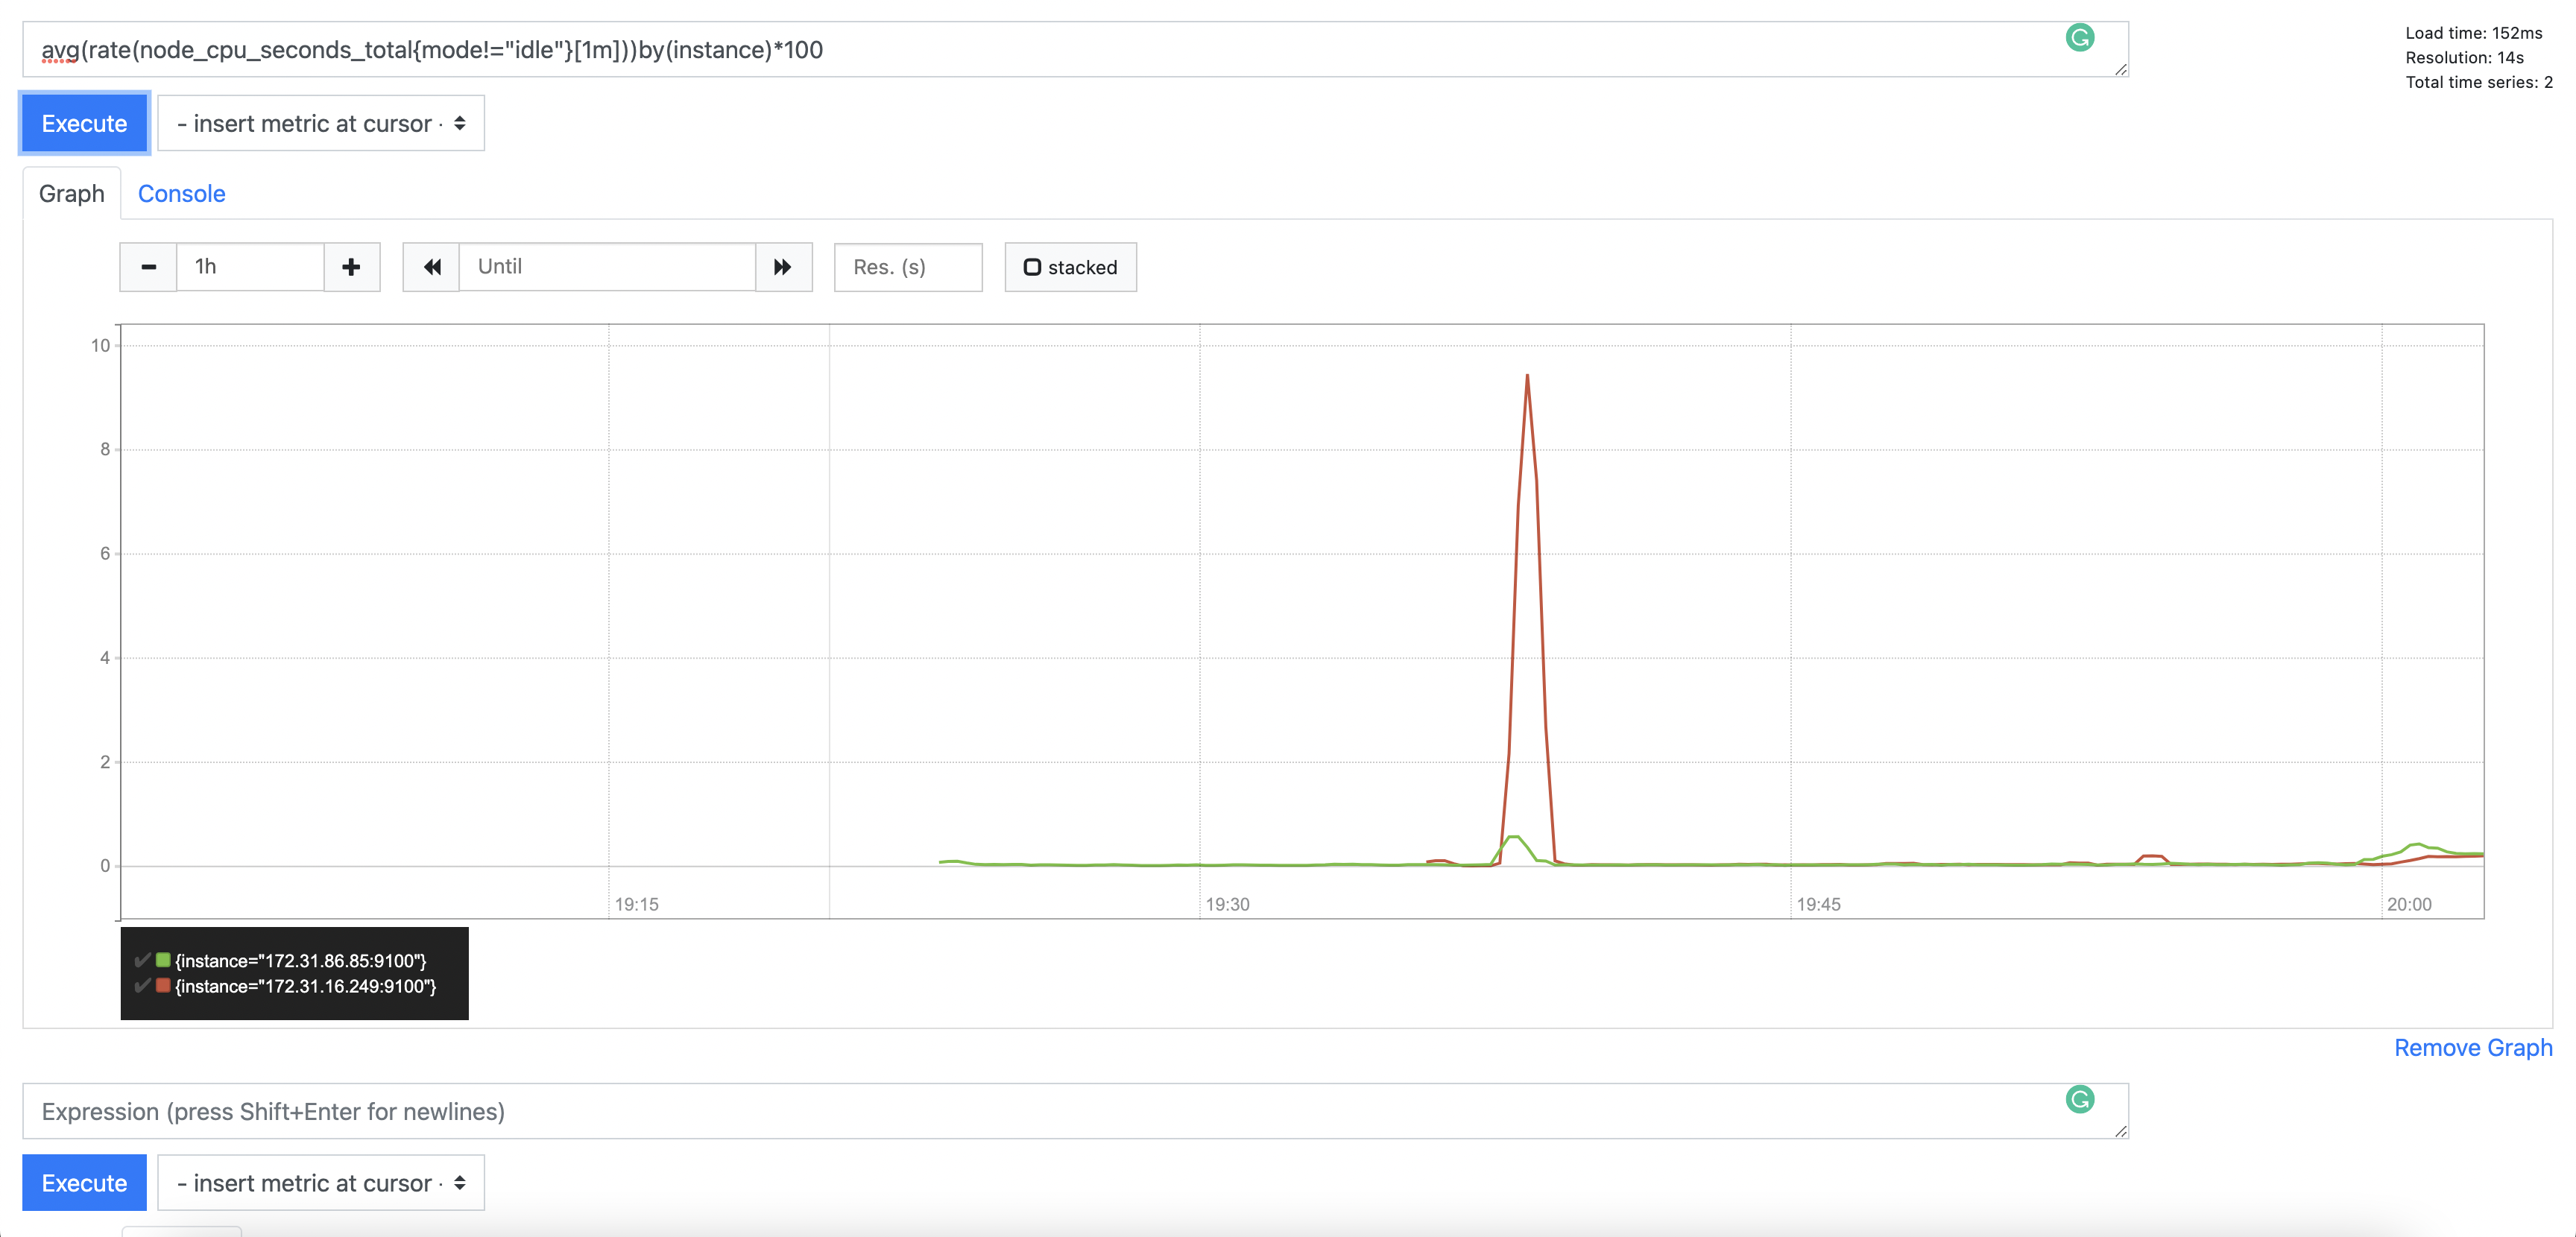 avg(rate(node_cpu_seconds_total{mode!="idle"}[1m]))by(instance)*100
Load time: 152ms
Resolution: 14s
Total time series: 2
Execute
- insert metric at cursor -
Graph
Console
1h
Until
Res. (s)
stacked
10
8
6
4
2
0
19:15
19:30
19:45
20:00
{instance="172.31.86.85:9100"}
{instance="172.31.16.249:9100"}
Remove Graph
Expression (press Shift+Enter for newlines)
Execute
- insert metric at cursor -